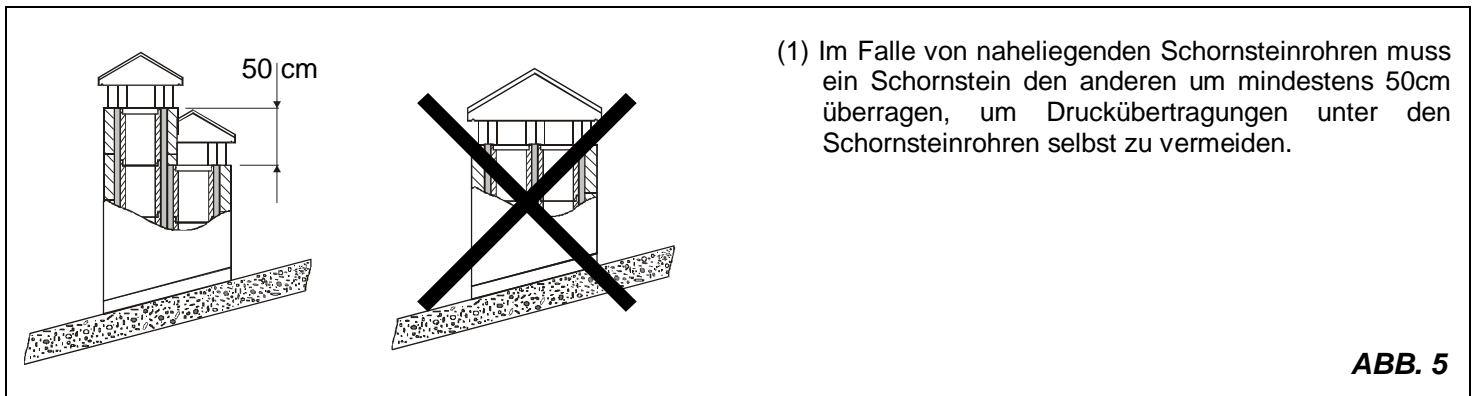 50 cm
(1) Im Falle von naheliegenden Schornsteinrohren muss
ein Schornstein den anderen um mindestens 50cm
überragen, um Druckübertragungen unter den
Schornsteinrohren selbst zu vermeiden.
ABB. 5